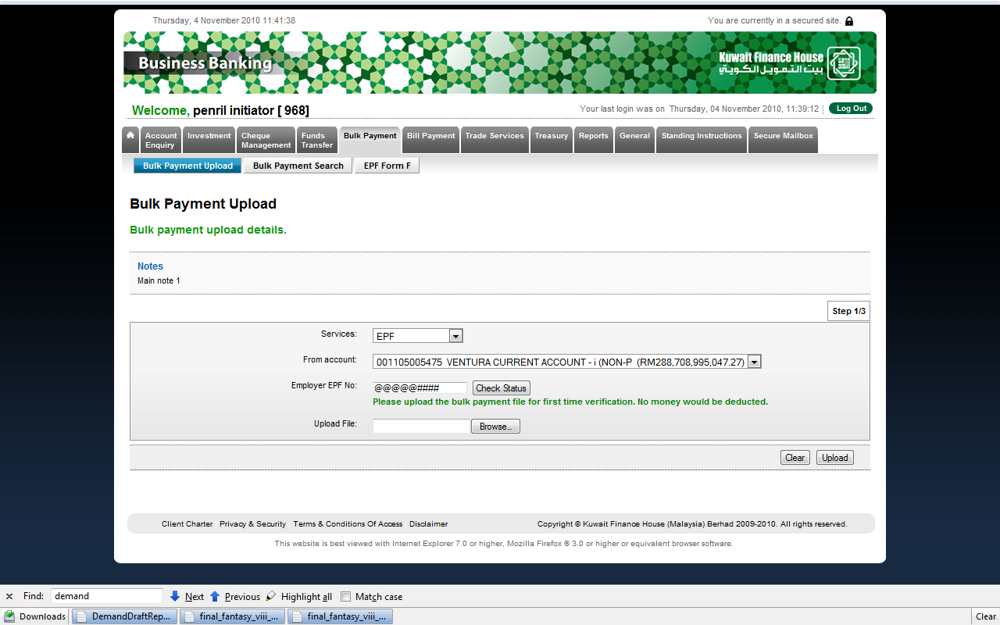 Thursday, 4 November 2010 11:41:38
You are currently in a secured site.
Business Banking
Kuwait Finance House
بيت التمويل الكويتي
Welcome, penril initiator [ 968]
Your last login was on Thursday, 04 November 2010, 11:39:12
Log Out
Account Enquiry
Investment
Cheque Management
Funds Transfer
Bulk Payment
Bill Payment
Trade Services
Treasury
Reports
General
Standing Instructions
Secure Mailbox
Bulk Payment Upload
Bulk Payment Search
EPF Form F
Bulk Payment Upload
Bulk payment upload details.
Notes
Main note 1
Step 1/3
Services: EPF
From account: 001105005475 VENTURA CURRENT ACCOUNT - i (NON-P (RM288,708,995,047.27)
Employer EPF No: @@@@@#### Check Status
Please upload the bulk payment file for first time verification. No money would be deducted.
Upload File: Browse...
Clear Upload
Client Charter Privacy & Security Terms & Conditions Of Access Disclaimer
Copyright © Kuwait Finance House (Malaysia) Berhad 2009-2010. All rights reserved.
This website is best viewed with Internet Explorer 7.0 or higher, Mozilla Firefox ® 3.0 or higher or equivalent browser software.
Find: demand Next Previous Highlight all Match case
Downloads DemandDraftRep... final_fantasy_viii_... final_fantasy_viii_... Clear